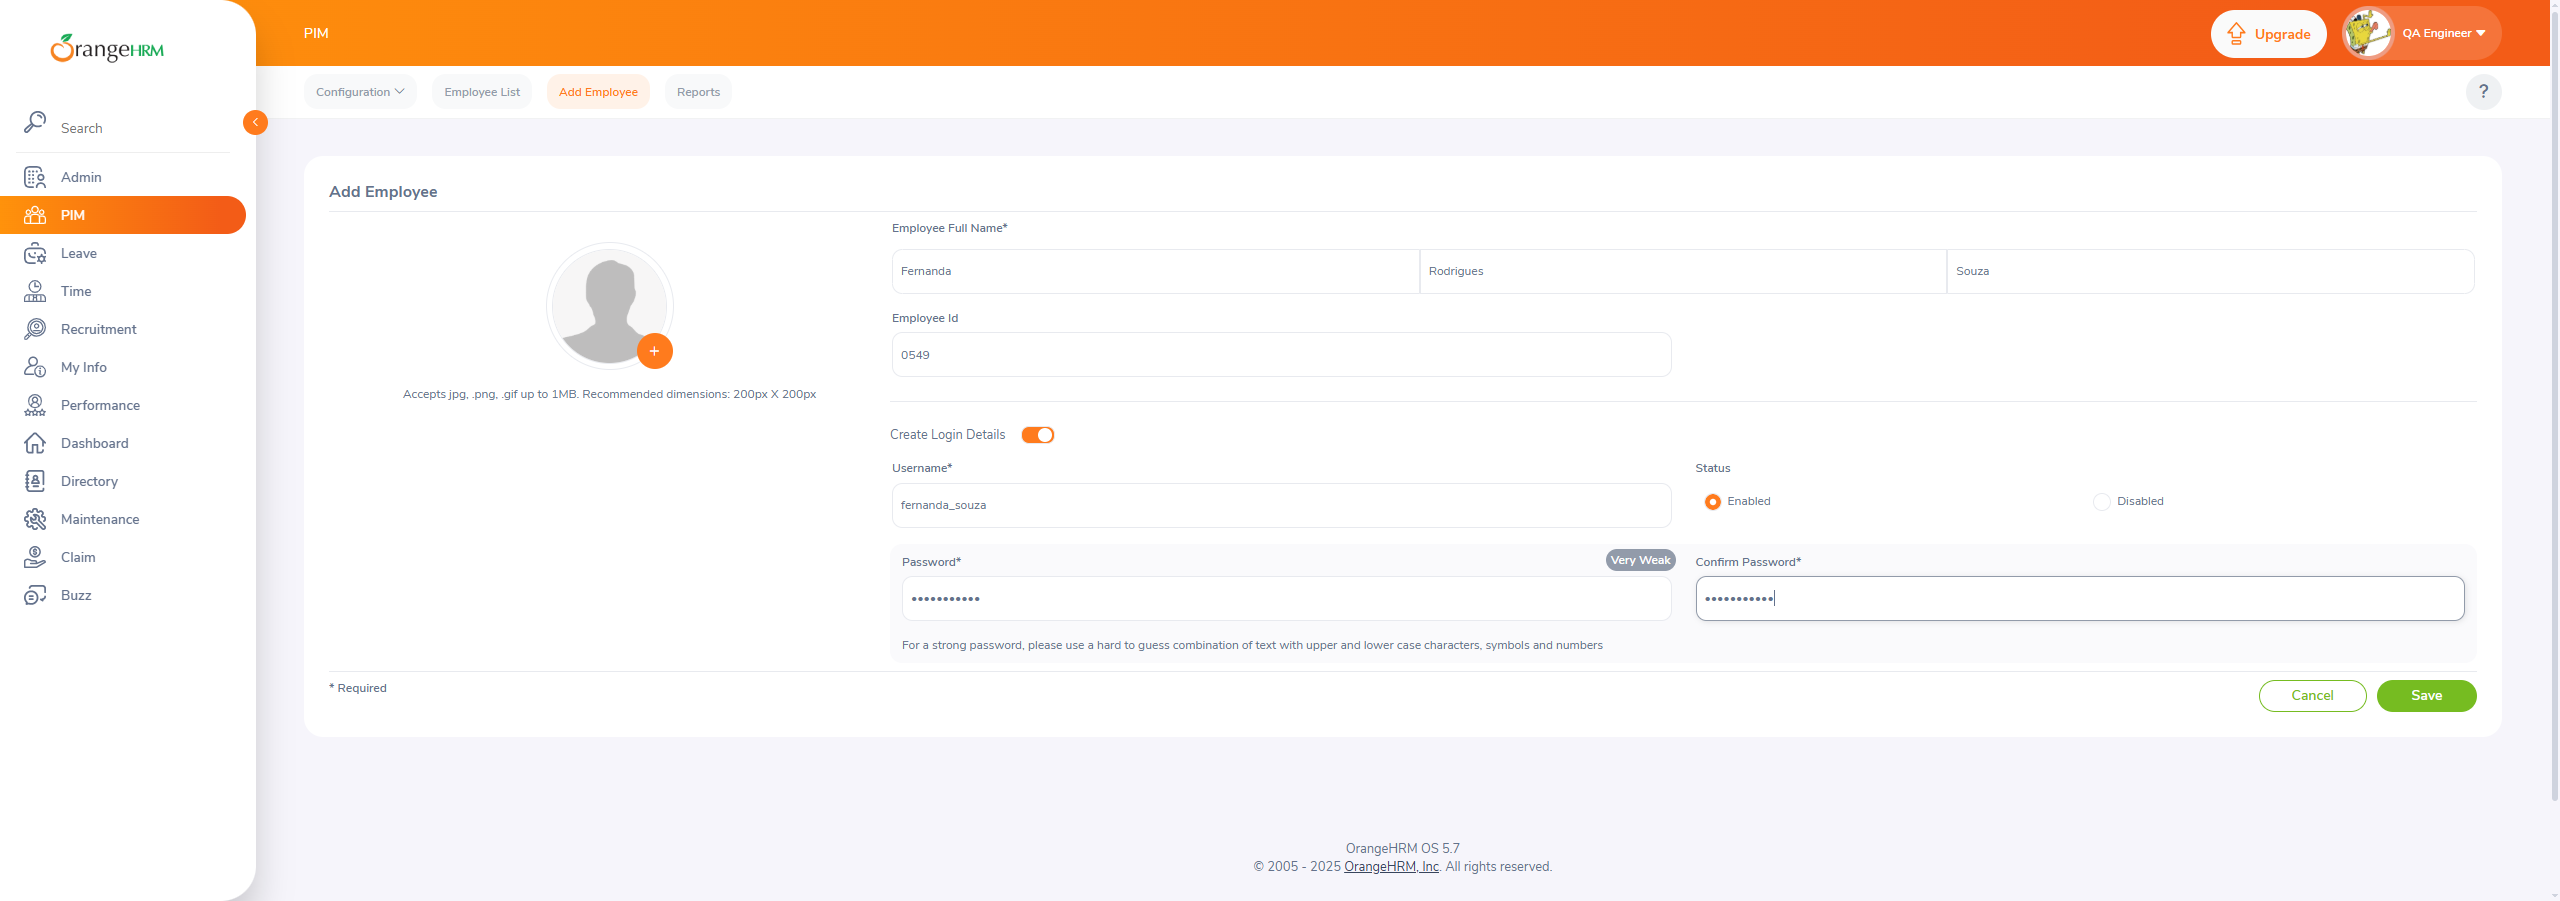 OrangeHRM
PIM
Upgrade
QA Engineer
Configuration
Employee List
Add Employee
Reports
?
Search
Admin
PIM
Leave
Time
Recruitment
My Info
Performance
Dashboard
Directory
Maintenance
Claim
Buzz
Add Employee
Accepts jpg, .png, .gif up to 1MB. Recommended dimensions: 200px X 200px
Employee Full Name*
Fernanda
Rodrigues
Souza
Employee Id
0549
Create Login Details
Username*
fernanda_souza
Status
Enabled
Disabled
Password*
Very Weak
•••••••••••
Confirm Password*
•••••••••••
For a strong password, please use a hard to guess combination of text with upper and lower case characters, symbols and numbers
* Required
Cancel
Save
OrangeHRM OS 5.7
© 2005 - 2025 OrangeHRM, Inc. All rights reserved.